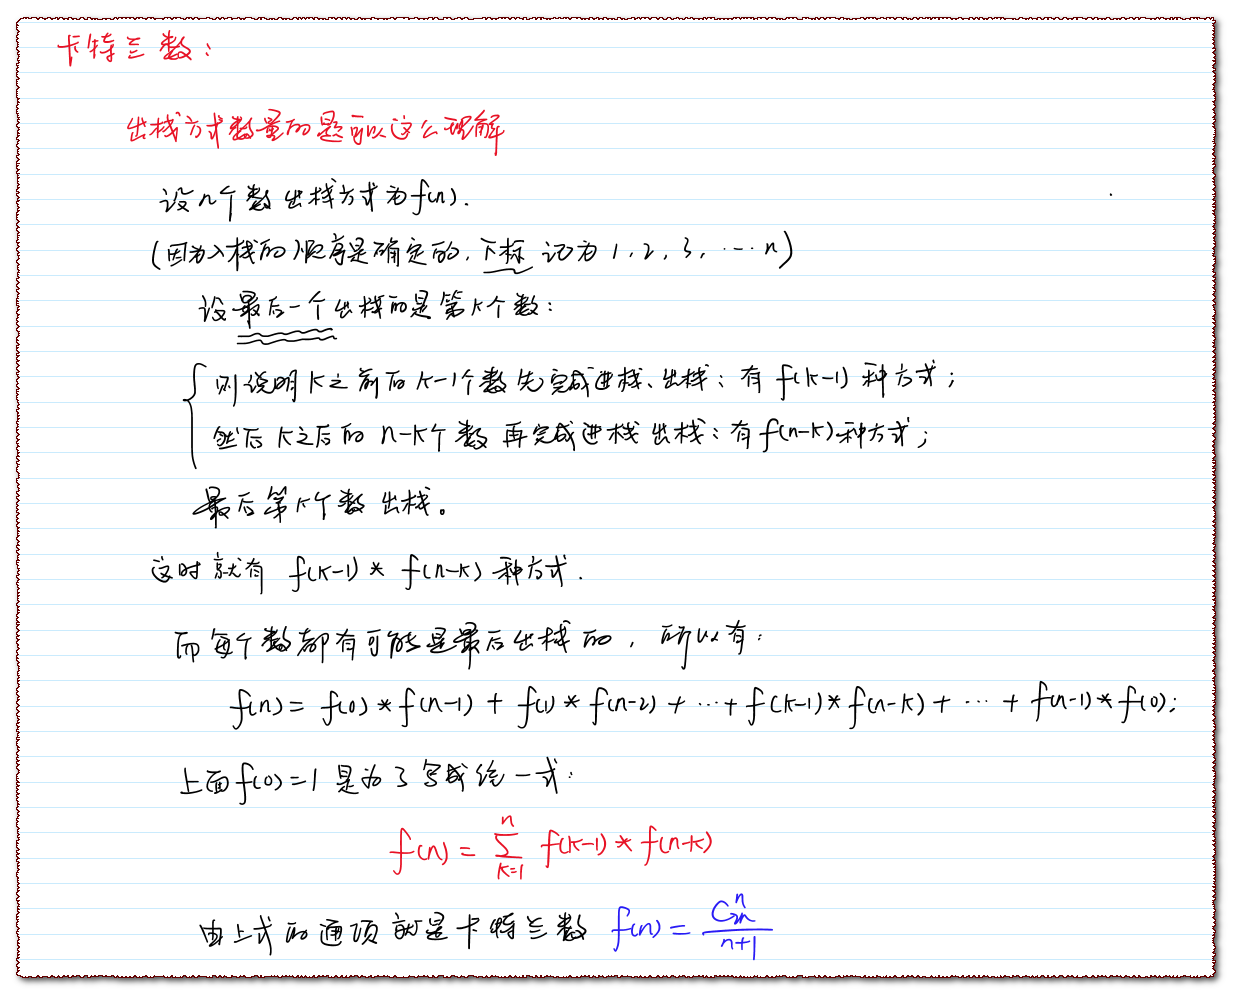 卡特兰数：
出栈方式数量的题可以这么理解
设n个数出栈方式为f(n).
(因为入栈的顺序是确定的, 下标记为 1, 2, 3, ... n)
设最后一个出栈的是第k个数：
则说明k之前的k-1个数先完成进栈、出栈：有 f(k-1) 种方式；
然后k之后的 n-k个数再完成进栈出栈：有f(n-k)种方式；
最后第k个数出栈。
这时就有 f(k-1) * f(n-k) 种方式.
而每个数都有可能是最后出栈的, 所以有：
f(n) = f(0) * f(n-1) + f(1) * f(n-2) + ... + f(k-1) * f(n-k) + ... + f(n-1) * f(0);
上面f(0)=1是为了写成统一式：
f(n) = ∑_{k=1}^{n} f(k-1) * f(n-k)
由上式的通项就是卡特兰数 f(n) = C_{2n}^{n} / (n+1)